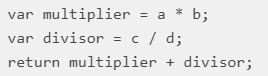 var multiplier = a * b;
var divisor = c / d;
return multiplier + divisor;